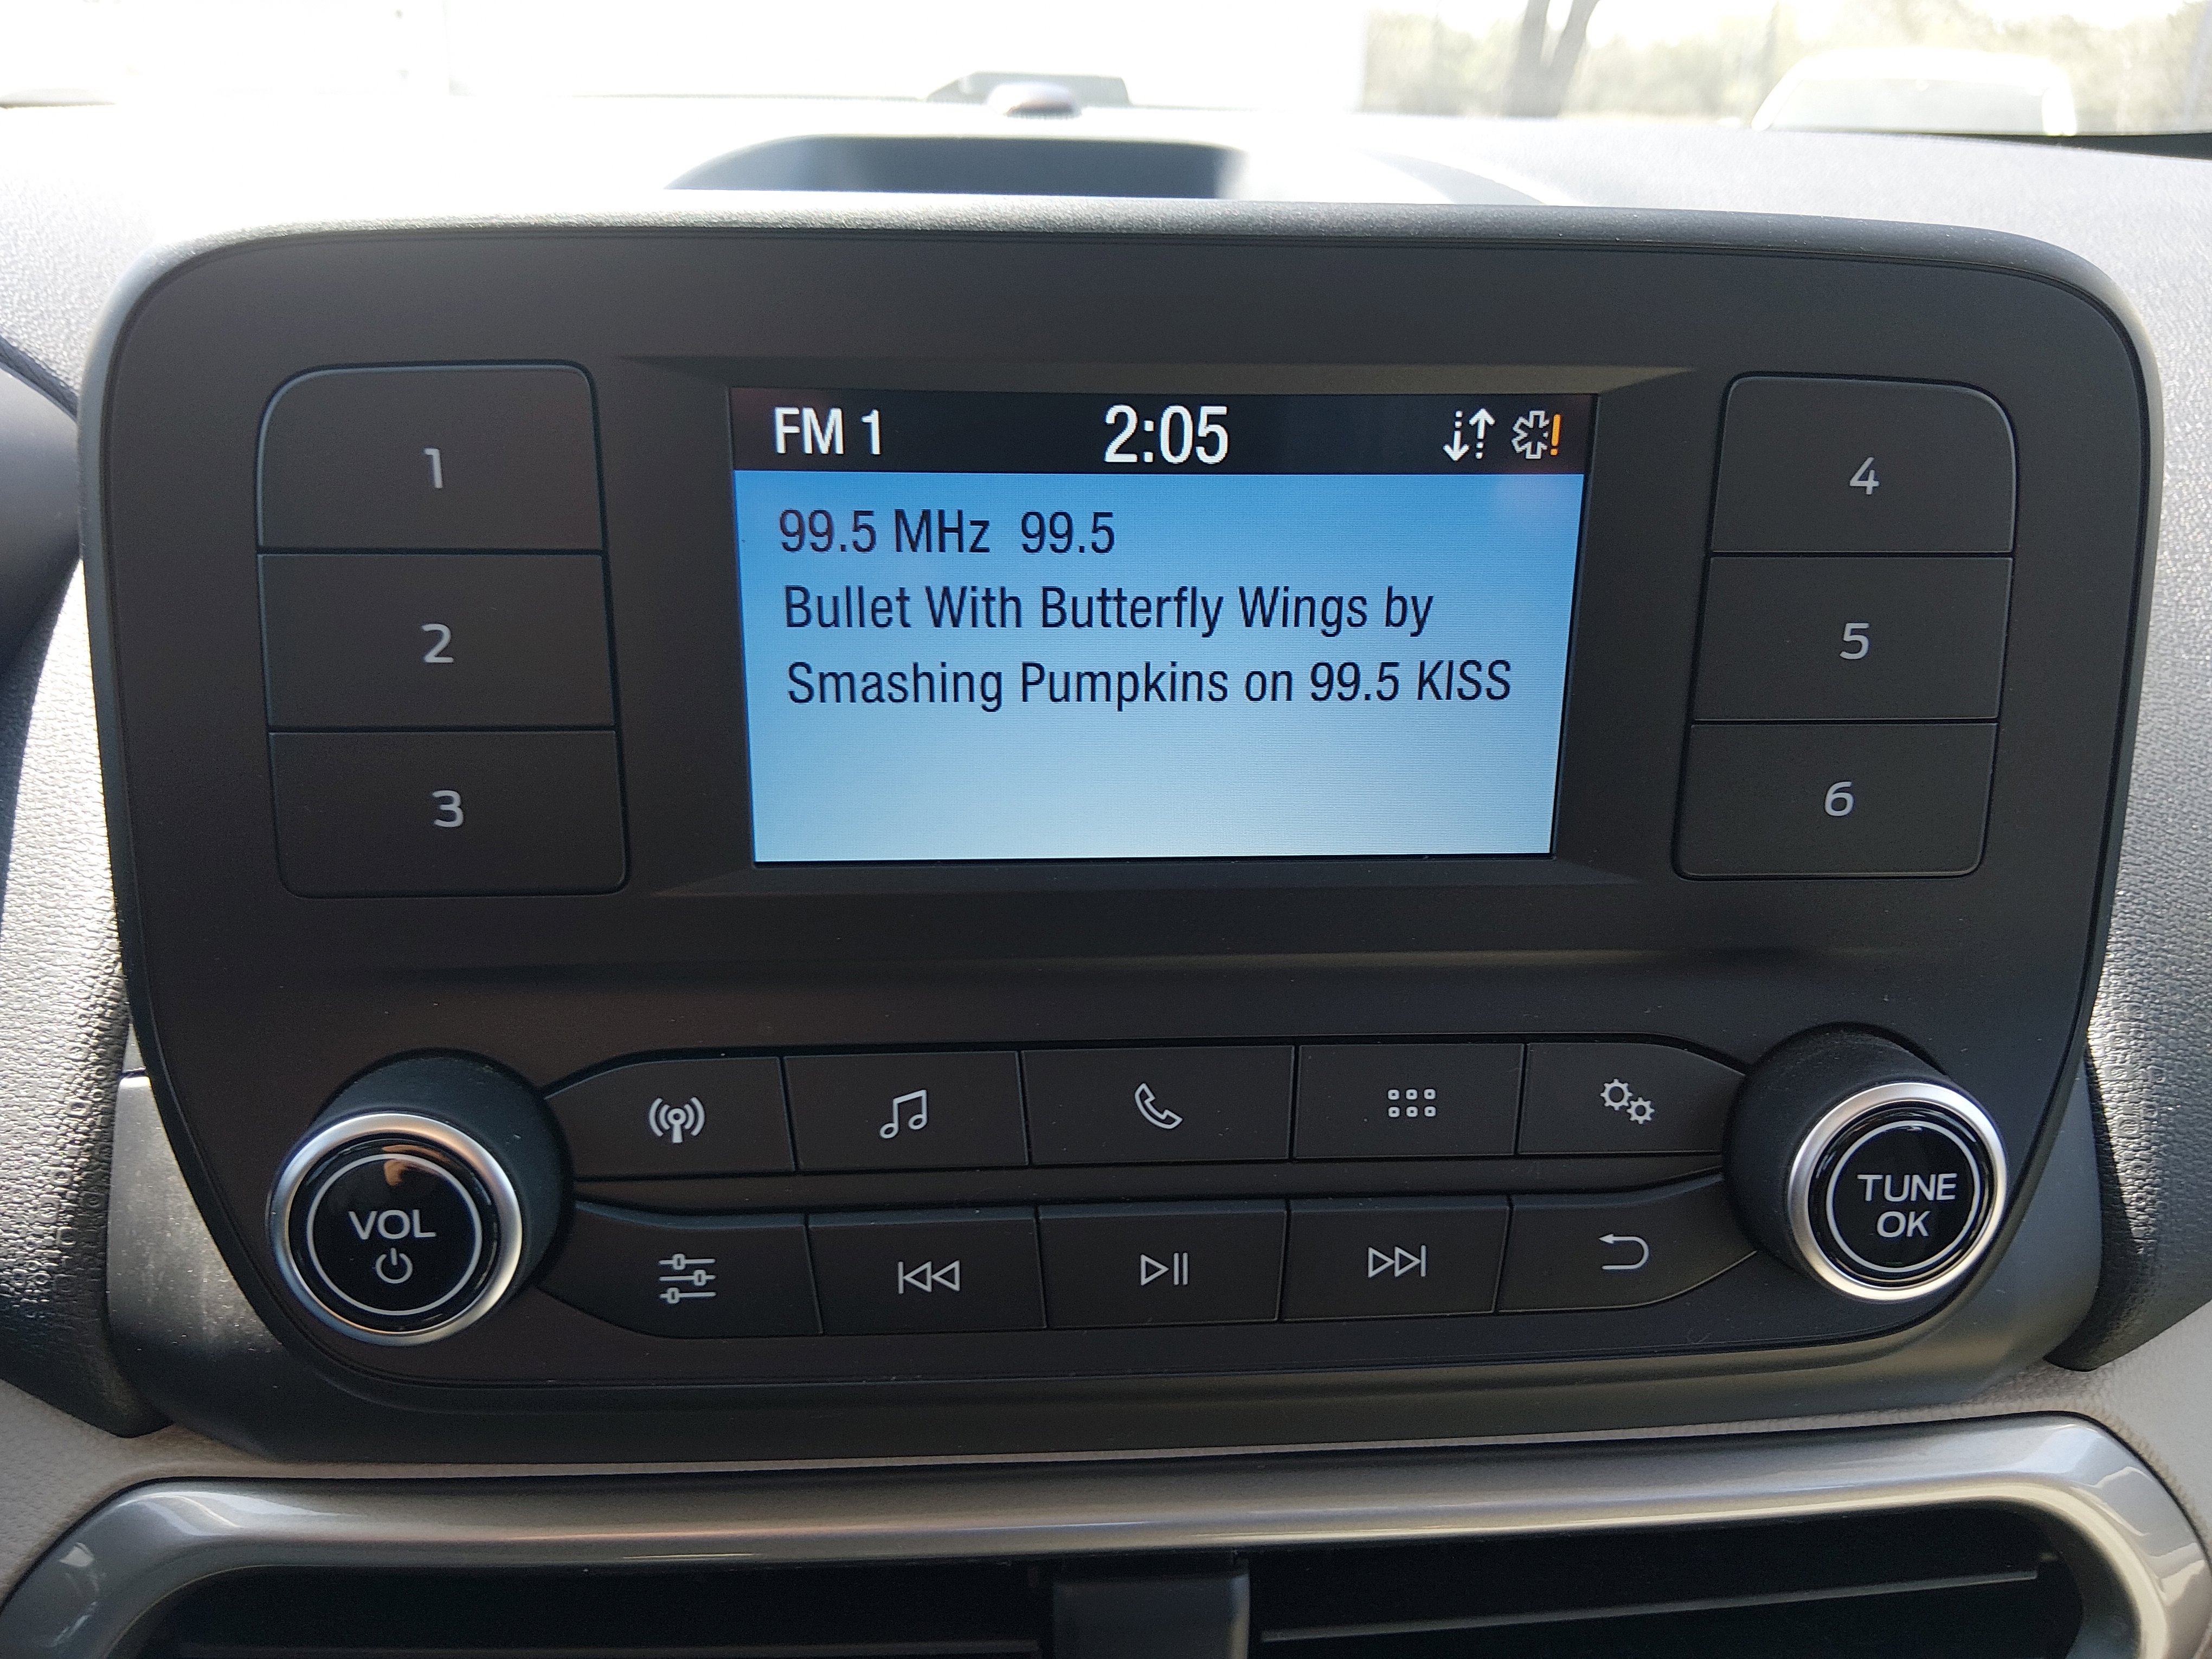 FM 1 2:05
99.5 MHz 99.5
Bullet With Butterfly Wings by
Smashing Pumpkins on 99.5 KISS
1
2
3
4
5
6
VOL
TUNE
OK